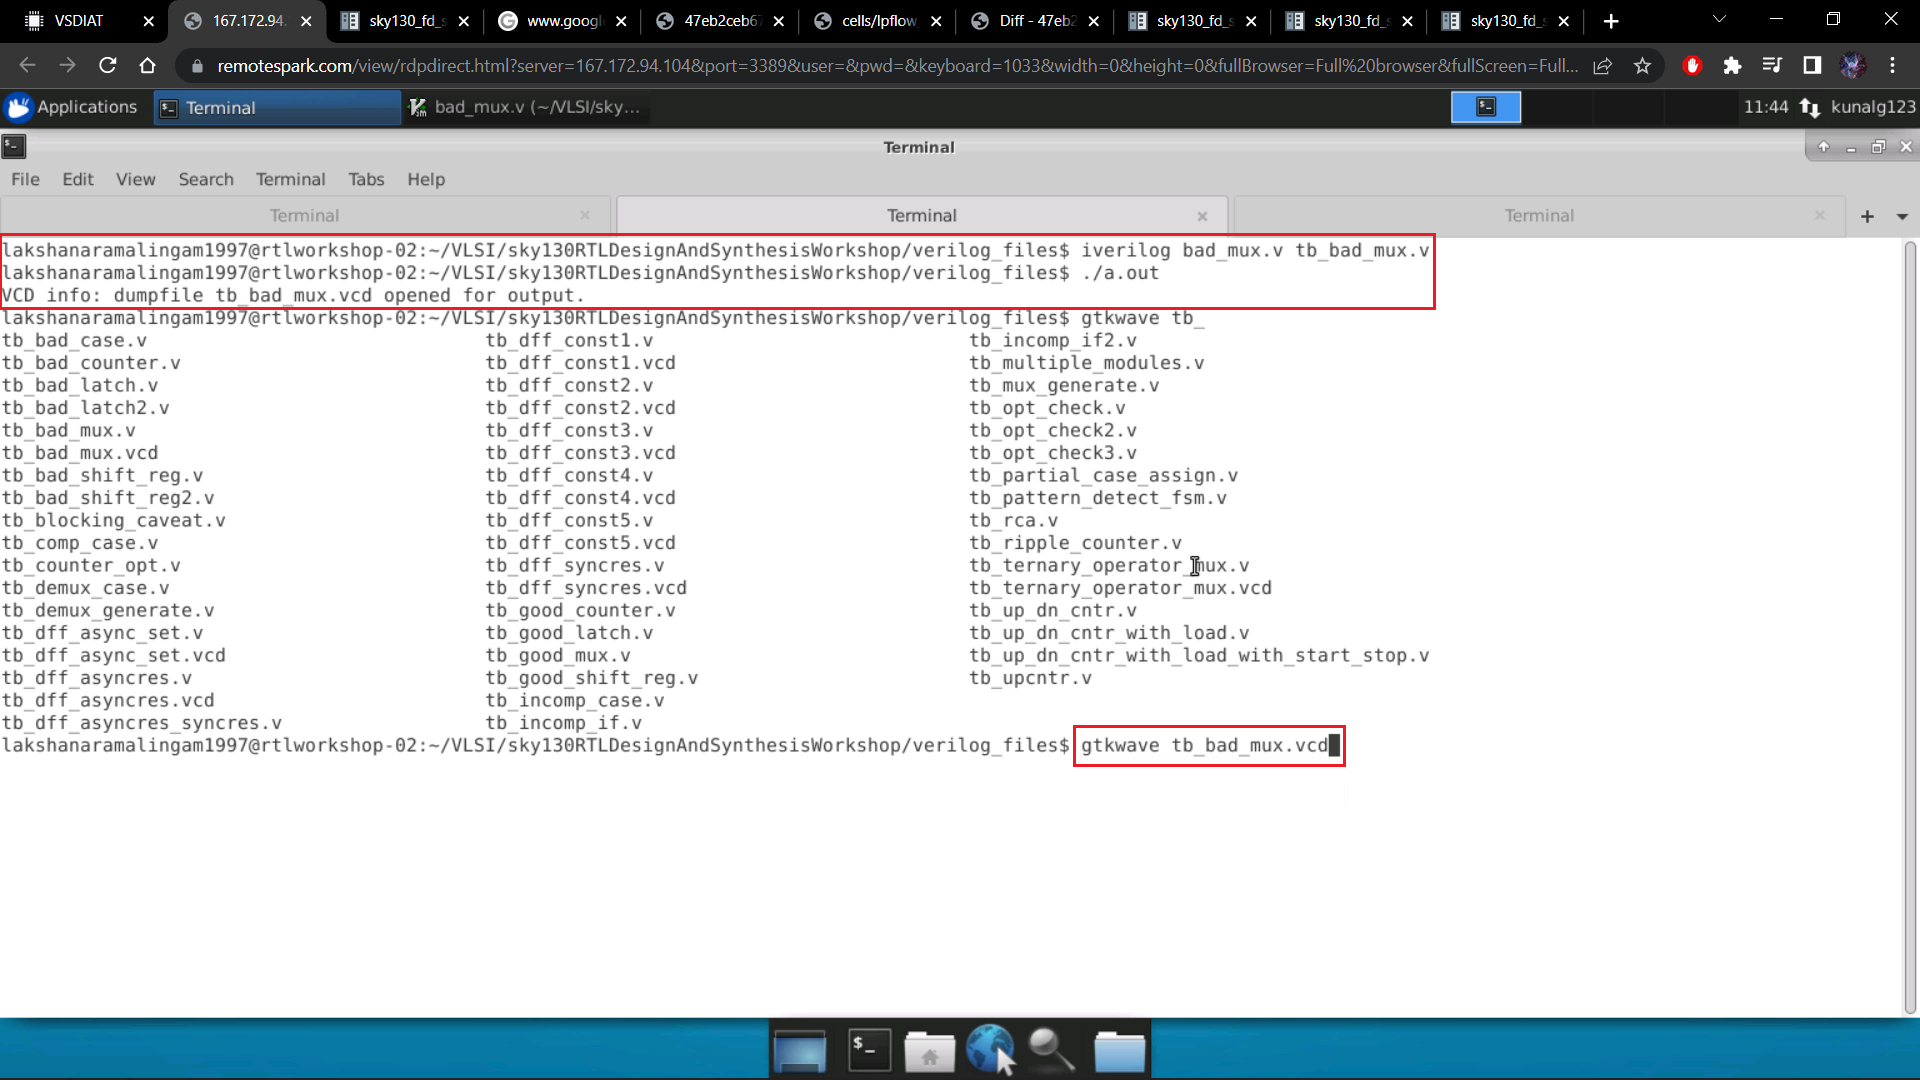 VSDIAT
167.172.94.
sky130_fd_s
www.googl
47eb2ceb67
cells/lpflow
Diff - 47eb2
sky130_fd_s
sky130_fd_s
sky130_fd_s
remotespark.com/view/rdpdirect.html?server=167.172.94.104&port=3389&user=&pwd=&keyboard=1033&width=0&height=0&fullBrowser=Full%20browser&fullScreen=Full...
Applications
Terminal
bad_mux.v (~/VLSI/sky...
11:44
kunalg123
Terminal
File Edit View Search Terminal Tabs Help
Terminal
Terminal
Terminal
lakshanaramalingam1997@rtlworkshop-02:~/VLSI/sky130RTLDesignAndSynthesisWorkshop/verilog_files$ iverilog bad_mux.v tb_bad_mux.v
lakshanaramalingam1997@rtlworkshop-02:~/VLSI/sky130RTLDesignAndSynthesisWorkshop/verilog_files$ ./a.out
VCD info: dumpfile tb_bad_mux.vcd opened for output.
lakshanaramalingam1997@rtlworkshop-02:~/VLSI/sky130RTLDesignAndSynthesisWorkshop/verilog_files$ gtkwave tb_
tb_bad_case.v tb_dff_const1.v tb_incomp_if2.v
tb_bad_counter.v tb_dff_const1.vcd tb_multiple_modules.v
tb_bad_latch.v tb_dff_const2.v tb_mux_generate.v
tb_bad_latch2.v tb_dff_const2.vcd tb_opt_check.v
tb_bad_mux.v tb_dff_const3.v tb_opt_check2.v
tb_bad_mux.vcd tb_dff_const3.vcd tb_opt_check3.v
tb_bad_shift_reg.v tb_dff_const4.v tb_partial_case_assign.v
tb_bad_shift_reg2.v tb_dff_const4.vcd tb_pattern_detect_fsm.v
tb_blocking_caveat.v tb_dff_const5.v tb_rca.v
tb_comp_case.v tb_dff_const5.vcd tb_ripple_counter.v
tb_counter_opt.v tb_dff_syncres.v tb_ternary_operator_mux.v
tb_demux_case.v tb_dff_syncres.vcd tb_ternary_operator_mux.vcd
tb_demux_generate.v tb_good_counter.v tb_up_dn_cntr.v
tb_dff_async_set.v tb_good_latch.v tb_up_dn_cntr_with_load.v
tb_dff_async_set.vcd tb_good_mux.v tb_up_dn_cntr_with_load_with_start_stop.v
tb_dff_asyncres.v tb_good_shift_reg.v tb_upcntr.v
tb_dff_asyncres.vcd tb_incomp_case.v
tb_dff_asyncres_syncres.v tb_incomp_if.v
lakshanaramalingam1997@rtlworkshop-02:~/VLSI/sky130RTLDesignAndSynthesisWorkshop/verilog_files$ gtkwave tb_bad_mux.vcd